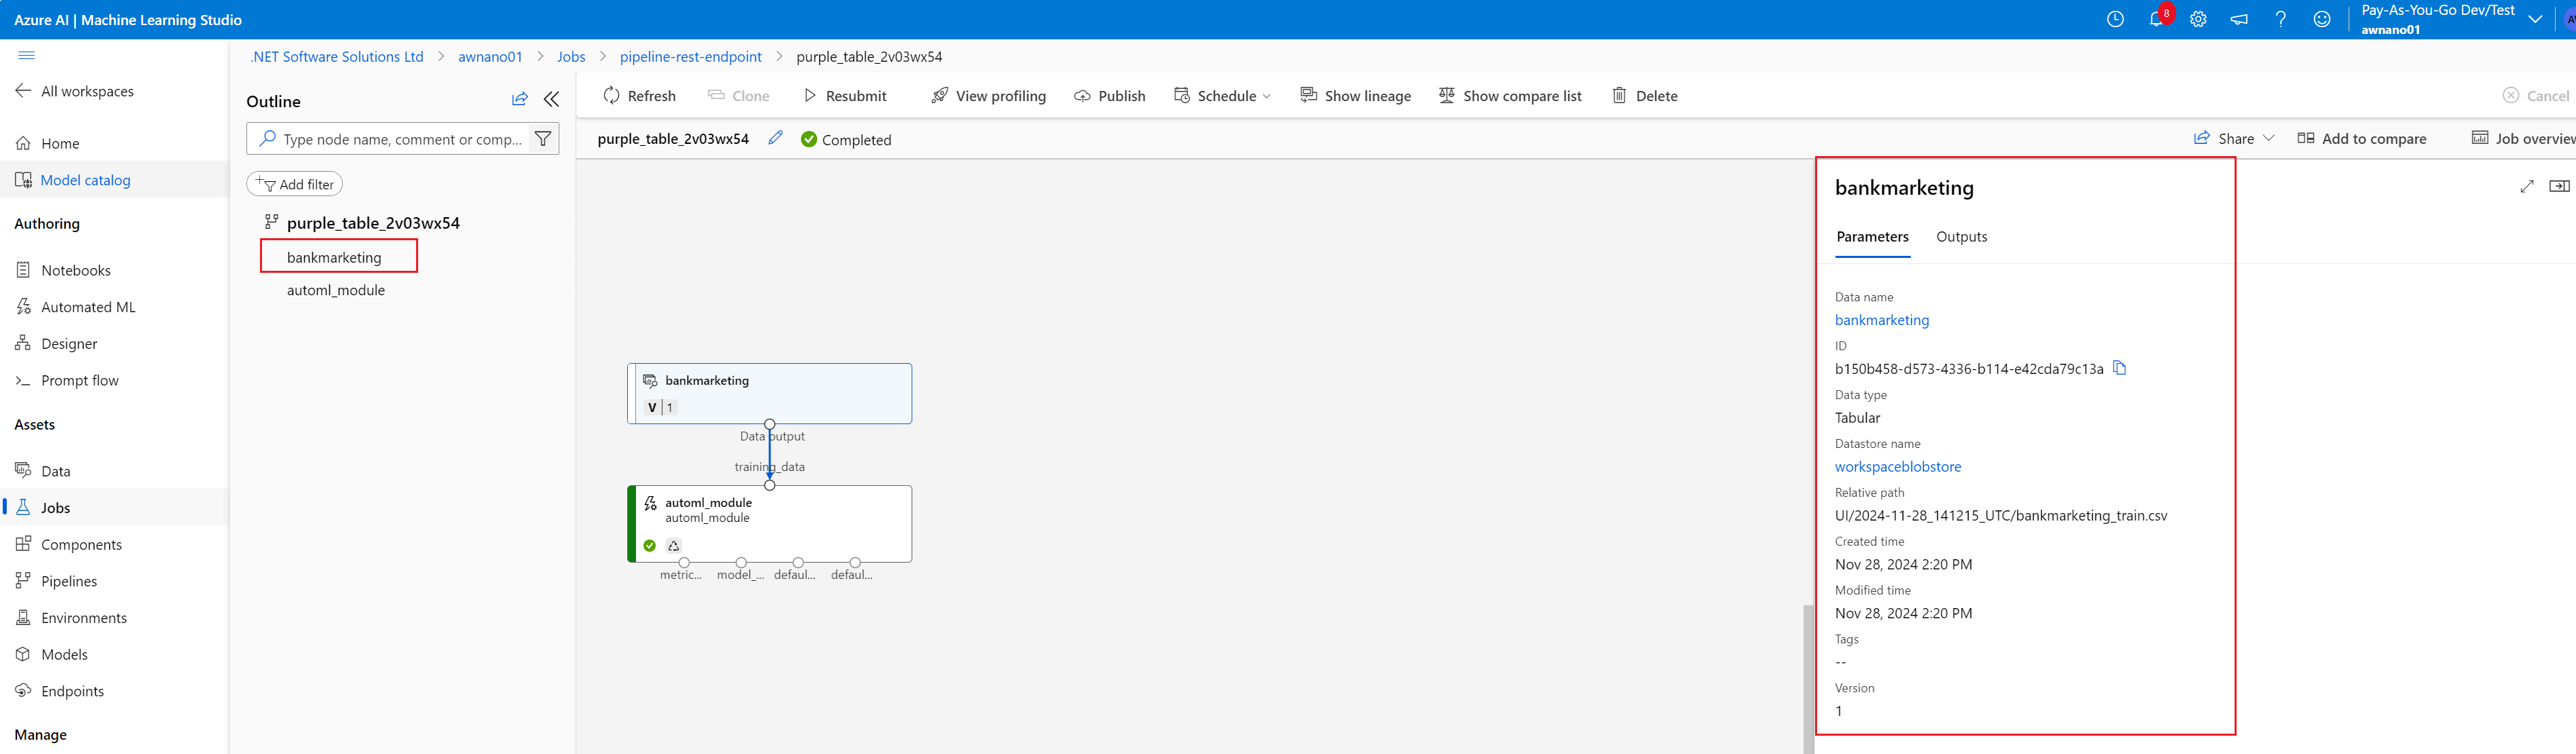 Azure AI | Machine Learning Studio
8
Pay-As-You-Go Dev/Test
awnano01
.NET Software Solutions Ltd > awnano01 > Jobs > pipeline-rest-endpoint > purple_table_2v03wx54
All workspaces
Home
Model catalog
Authoring
Notebooks
Automated ML
Designer
Prompt flow
Assets
Data
Jobs
Components
Pipelines
Environments
Models
Endpoints
Manage
Outline
Type node name, comment or comp...
Add filter
purple_table_2v03wx54
bankmarketing
automl_module
Refresh Clone Resubmit View profiling Publish Schedule Show lineage Show compare list Delete Cancel
purple_table_2v03wx54 Completed Share Add to compare Job overview
bankmarketing
V 1
Data output
training_data
automl_module
automl_module
metric... model_... defaul... defaul...
bankmarketing
Parameters Outputs
Data name
bankmarketing
ID
b150b458-d573-4336-b114-e42cda79c13a
Data type
Tabular
Datastore name
workspaceblobstore
Relative path
UI/2024-11-28_141215_UTC/bankmarketing_train.csv
Created time
Nov 28, 2024 2:20 PM
Modified time
Nov 28, 2024 2:20 PM
Tags
--
Version
1